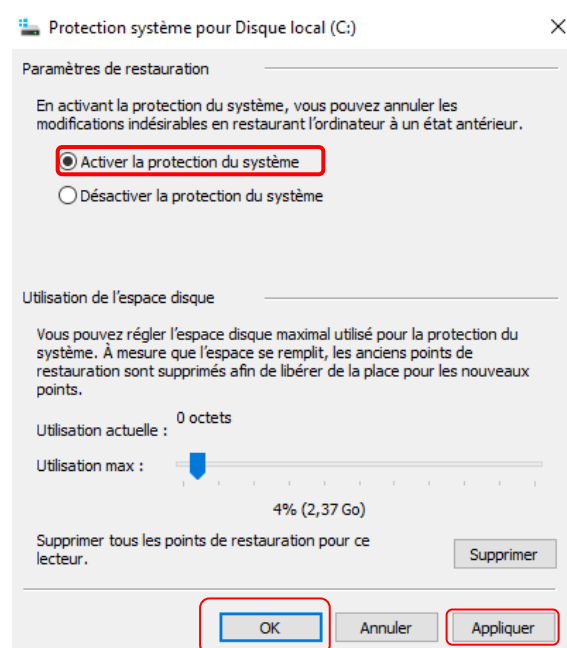 Protection système pour Disque local (C:)
Paramètres de restauration
En activant la protection du système, vous pouvez annuler les
modifications indésirables en restaurant l'ordinateur à un état antérieur.
Activer la protection du système
Désactiver la protection du système
Utilisation de l'espace disque
Vous pouvez régler l'espace disque maximal utilisé pour la protection du
système. À mesure que l'espace se remplit, les anciens points de
restauration sont supprimés afin de libérer de la place pour les nouveaux
points.
Utilisation actuelle : 0 octets
Utilisation max :
4% (2,37 Go)
Supprimer tous les points de restauration pour ce
lecteur.
Supprimer
OK Annuler Appliquer